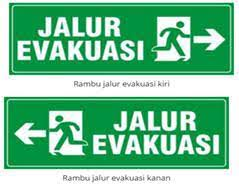 JALUR
EVAKUASI
Rambu jalur evakuasi kiri
JALUR
EVAKUASI
Rambu jalur evakuasi kanan